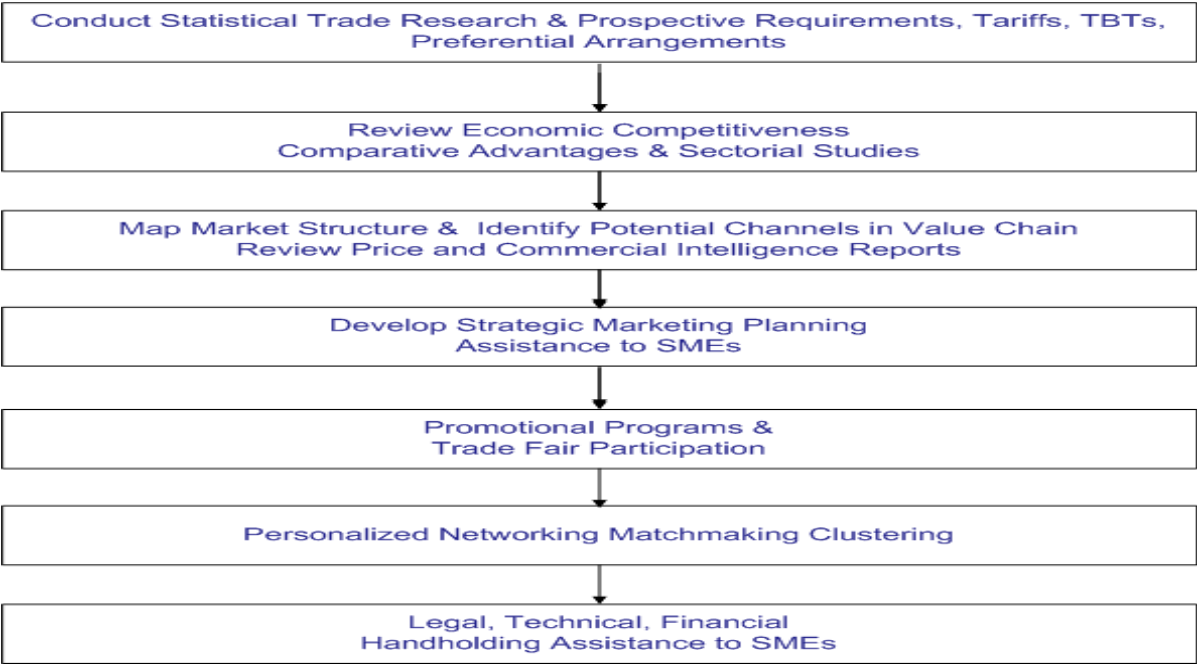 Conduct Statistical Trade Research & Prospective Requirements, Tariffs, TBTs,
Preferential Arrangements
Review Economic Competitiveness
Comparative Advantages & Sectorial Studies
Map Market Structure & Identify Potential Channels in Value Chain
Review Price and Commercial Intelligence Reports
Develop Strategic Marketing Planning
Assistance to SMEs
Promotional Programs &
Trade Fair Participation
Personalized Networking Matchmaking Clustering
Legal, Technical, Financial
Handholding Assistance to SMEs